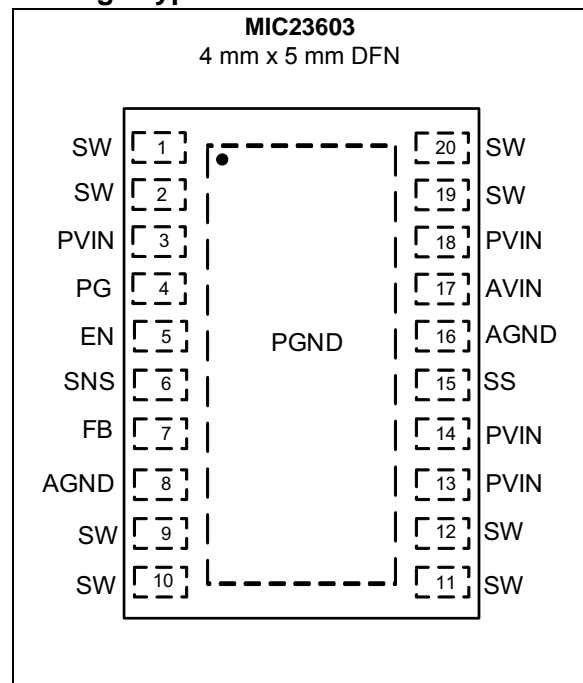 MIC23603
4 mm x 5 mm DFN
SW 1 20 SW
SW 2 19 SW
PVIN 3 18 PVIN
PG 4 17 AVIN
EN 5 PGND 16 AGND
SNS 6 15 SS
FB 7 14 PVIN
AGND 8 13 PVIN
SW 9 12 SW
SW 10 11 SW